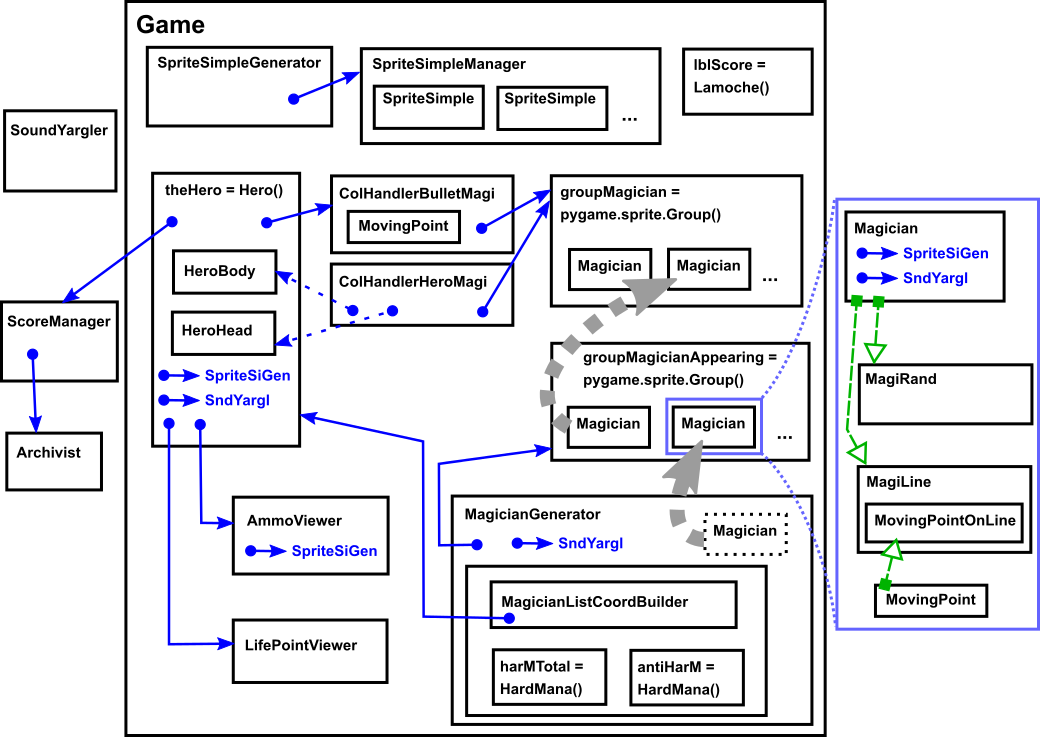 Game
SpriteSimpleGenerator
SpriteSimpleManager
SpriteSimple
SpriteSimple
...
lblScore =
Lamoche()
SoundYargler
theHero = Hero()
HeroBody
HeroHead
SpriteSiGen
SndYargl
ColHandlerBulletMagi
MovingPoint
ColHandlerHeroMagi
groupMagician =
pygame.sprite.Group()
Magician
Magician
...
groupMagicianAppearing =
pygame.sprite.Group()
Magician
Magician
...
ScoreManager
Archivist
AmmoViewer
SpriteSiGen
LifePointViewer
MagicianGenerator
SndYargl
Magician
MagicianListCoordBuilder
harMTotal =
HardMana()
antiHarM =
HardMana()
Magician
SpriteSiGen
SndYargl
MagiRand
MagiLine
MovingPointOnLine
MovingPoint